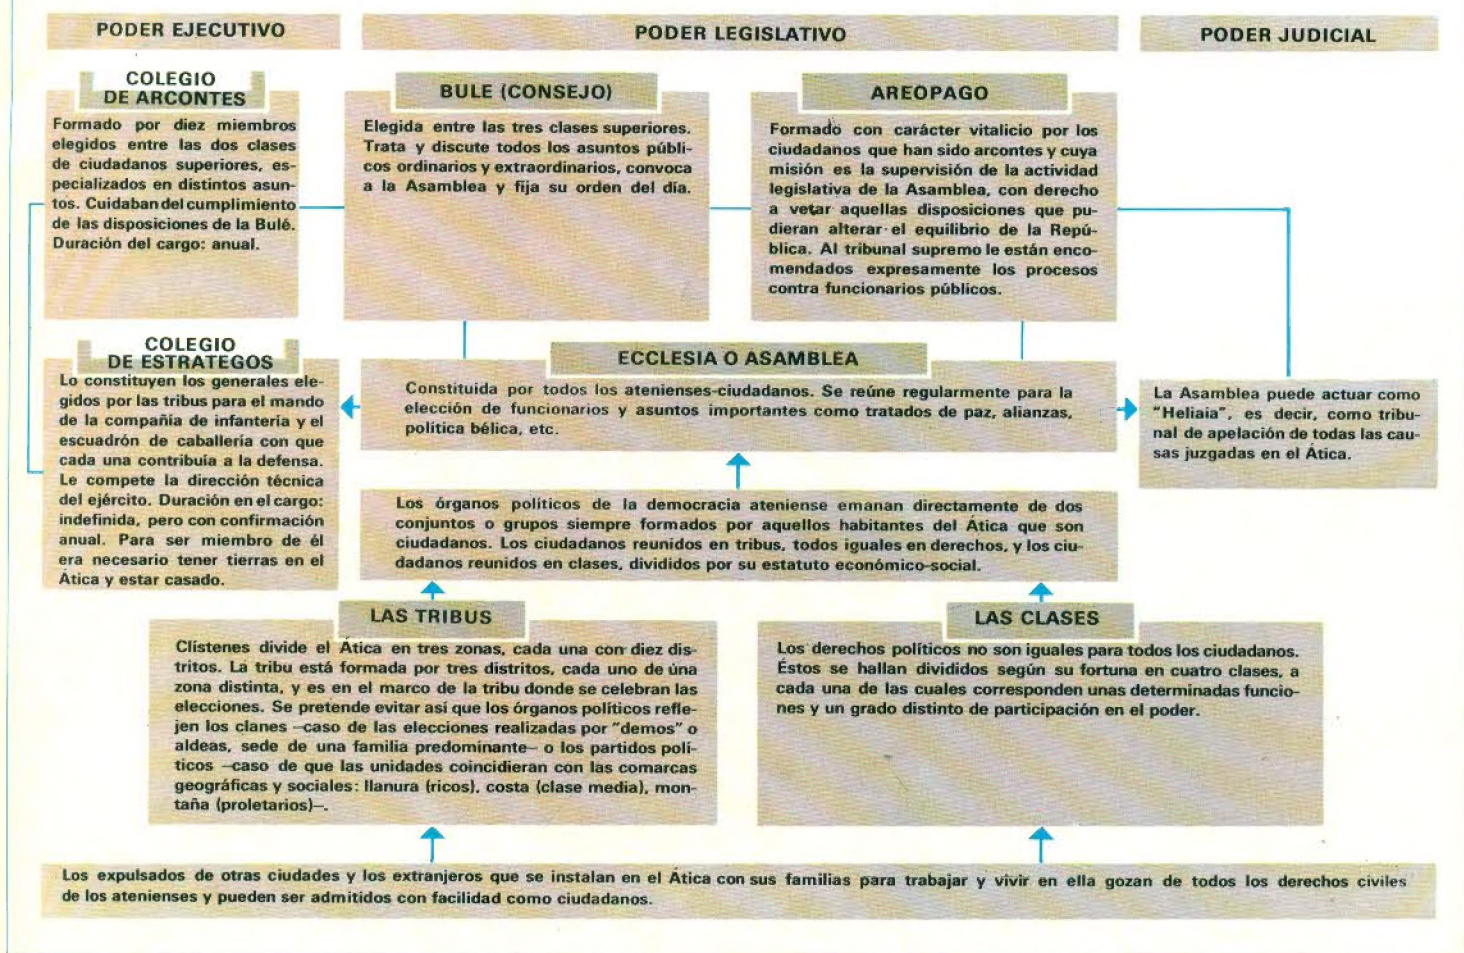 PODER EJECUTIVO
PODER LEGISLATIVO
PODER JUDICIAL
COLEGIO
DE ARCONTES
Formado por diez miembros
elegidos entre las dos clases
de ciudadanos superiores, es-
pecializados en distintos asun-
tos. Cuidaban del cumplimiento
de las disposiciones de la Bulé.
Duración del cargo: anual.
BULE (CONSEJO)
Elegida entre las tres clases superiores.
Trata y discute todos los asuntos públi-
cos ordinarios y extraordinarios, convoca
a la Asamblea y fija su orden del día.
AREOPAGO
Formado con carácter vitalicio por los
ciudadanos que han sido arcontes y cuya
misión es la supervisión de la actividad
legislativa de la Asamblea, con derecho
a vetar aquellas disposiciones que pu-
dieran alterar el equilibrio de la Repú-
blica. Al tribunal supremo le están enco-
mendados expresamente los procesos
contra funcionarios públicos.
COLEGIO
DE ESTRATEGOS
Lo constituyen los generales ele-
gidos por las tribus para el mando
de la compañía de infantería y el
escuadrón de caballería con que
cada una contribuía a la defensa.
Le compete la dirección técnica
del ejército. Duración en el cargo:
indefinida, pero con confirmación
anual. Para ser miembro de él
era necesario tener tierras en el
Ática y estar casado.
ECCLESIA O ASAMBLEA
Constituida por todos los atenienses-ciudadanos. Se reúne regularmente para la
elección de funcionarios y asuntos importantes como tratados de paz, alianzas,
política bélica, etc.
La Asamblea puede actuar como
"Heliaia", es decir, como tribu-
nal de apelación de todas las cau-
sas juzgadas en el Ática.
Los órganos políticos de la democracia ateniense emanan directamente de dos
conjuntos o grupos siempre formados por aquellos habitantes del Ática que son
ciudadanos. Los ciudadanos reunidos en tribus, todos iguales en derechos, y los ciu-
dadanos reunidos en clases, divididos por su estatuto económico-social.
LAS TRIBUS
Clístenes divide el Ática en tres zonas, cada una con diez dis-
tritos. La tribu está formada por tres distritos, cada uno de una
zona distinta, y es en el marco de la tribu donde se celebran las
elecciones. Se pretende evitar así que los órganos políticos refle-
jen los clanes —caso de las elecciones realizadas por "demos" o
aldeas, sede de una familia predominante— o los partidos polí-
ticos —caso de que las unidades coincidieran con las comarcas
geográficas y sociales: llanura (ricos), costa (clase media), mon-
taña (proletarios)—.
LAS CLASES
Los derechos políticos no son iguales para todos los ciudadanos.
Éstos se hallan divididos según su fortuna en cuatro clases, a
cada una de las cuales corresponden unas determinadas funcio-
nes y un grado distinto de participación en el poder.
Los expulsados de otras ciudades y los extranjeros que se instalan en el Ática con sus familias para trabajar y vivir en ella gozan de todos los derechos civiles
de los atenienses y pueden ser admitidos con facilidad como ciudadanos.